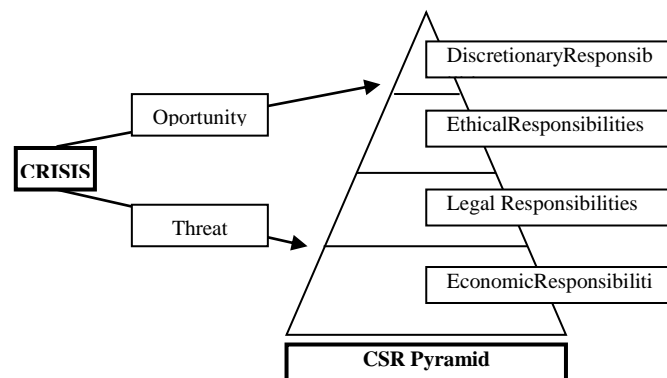 DiscretionaryResponsib
Oportunity
EthicalResponsibilities
CRISIS
Legal Responsibilities
Threat
EconomicResponsibiliti
CSR Pyramid